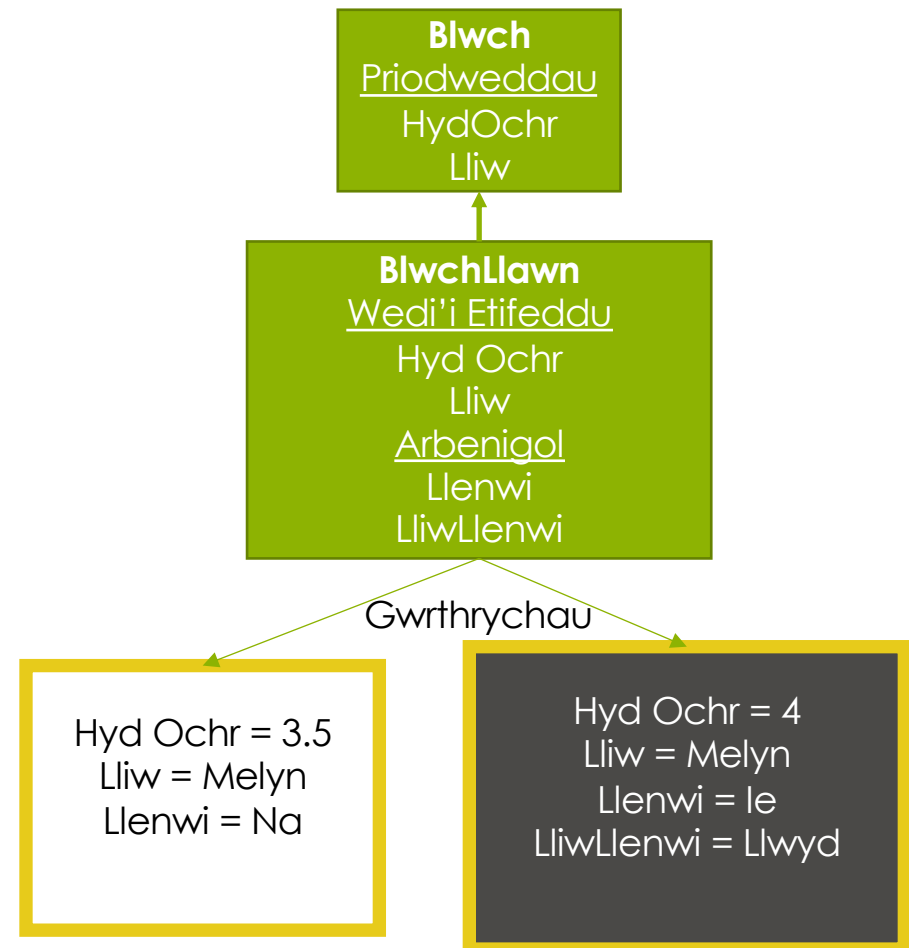 Blwch
Priodweddau
HydOchr
Lliw
BlwchLlawn
Wedi'i Etifeddu
Hyd Ochr
Lliw
Arbenigol
Llenwi
LliwLlenwi
Gwrthrychau
Hyd Ochr = 3.5
Lliw = Melyn
Llenwi = Na
Hyd Ochr = 4
Lliw = Melyn
Llenwi = Ie
LliwLlenwi = Llwyd